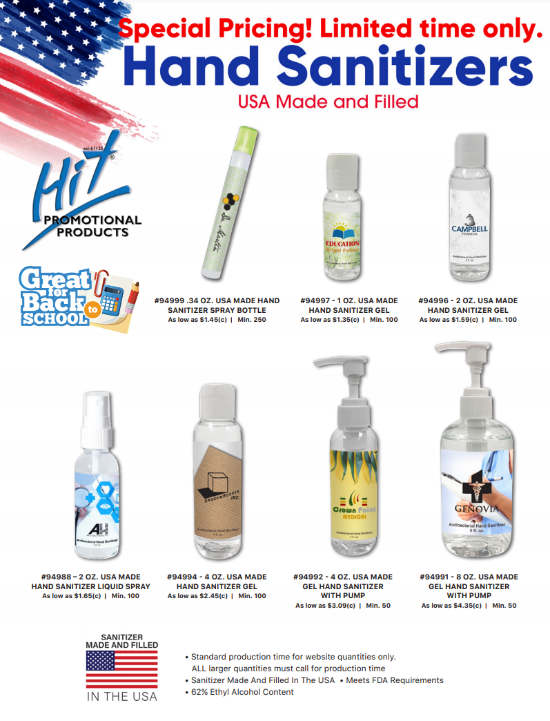 Special Pricing! Limited time only.
Hand Sanitizers
USA Made and Filled
Hit®
PROMOTIONAL
PRODUCTS
Great
for
Back
to
SCHOOL
#94999 .34 OZ. USA MADE HAND
SANITIZER SPRAY BOTTLE
As low as $1.45(c) | Min. 250
EDUCATION
#94997 - 1 OZ. USA MADE
HAND SANITIZER GEL
As low as $1.35(c) | Min. 100
CAMPBELL
#94996 - 2 OZ. USA MADE
HAND SANITIZER GEL
As low as $1.59(c) | Min. 100
AH
#94988 – 2 OZ. USA MADE
HAND SANITIZER LIQUID SPRAY
As low as $1.65(c) | Min. 100
#94994 - 4 OZ. USA MADE
HAND SANITIZER GEL
As low as $2.45(c) | Min. 100
Crown Point
MEDICAL
#94992 - 4 OZ. USA MADE
GEL HAND SANITIZER
WITH PUMP
As low as $3.09(c) | Min. 50
GENOVIA
Antibacterial Hand Sanitizer
8 fl. oz.
#94991 - 8 OZ. USA MADE
GEL HAND SANITIZER
WITH PUMP
As low as $4.35(c) | Min. 50
SANITIZER
MADE AND FILLED
IN THE USA
• Standard production time for website quantities only.
ALL larger quantities must call for production time
• Sanitizer Made And Filled In The USA • Meets FDA Requirements
• 62% Ethyl Alcohol Content